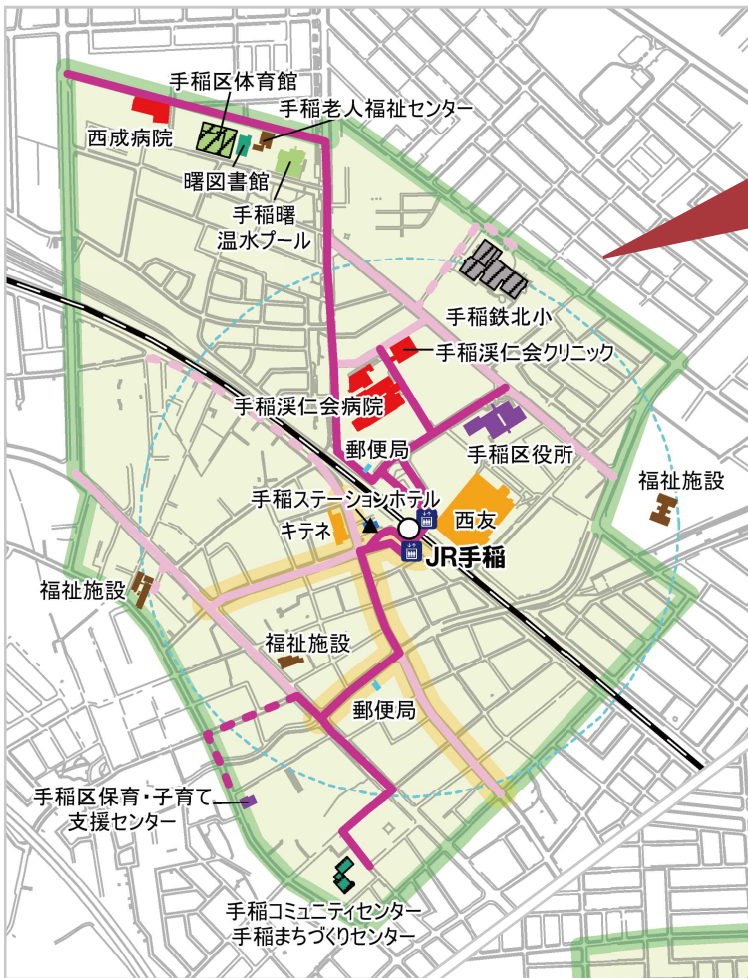 手稲区体育館
手稲老人福祉センター
西成病院
曙図書館
手稲曙
温水プール
手稲鉄北小
手稲渓仁会クリニック
手稲渓仁会病院
郵便局
手稲区役所
福祉施設
手稲ステーションホテル
キテネ
西友
JR手稲
福祉施設
福祉施設
郵便局
手稲区保育・子育て
支援センター
手稲コミュニティセンター
手稲まちづくりセンター